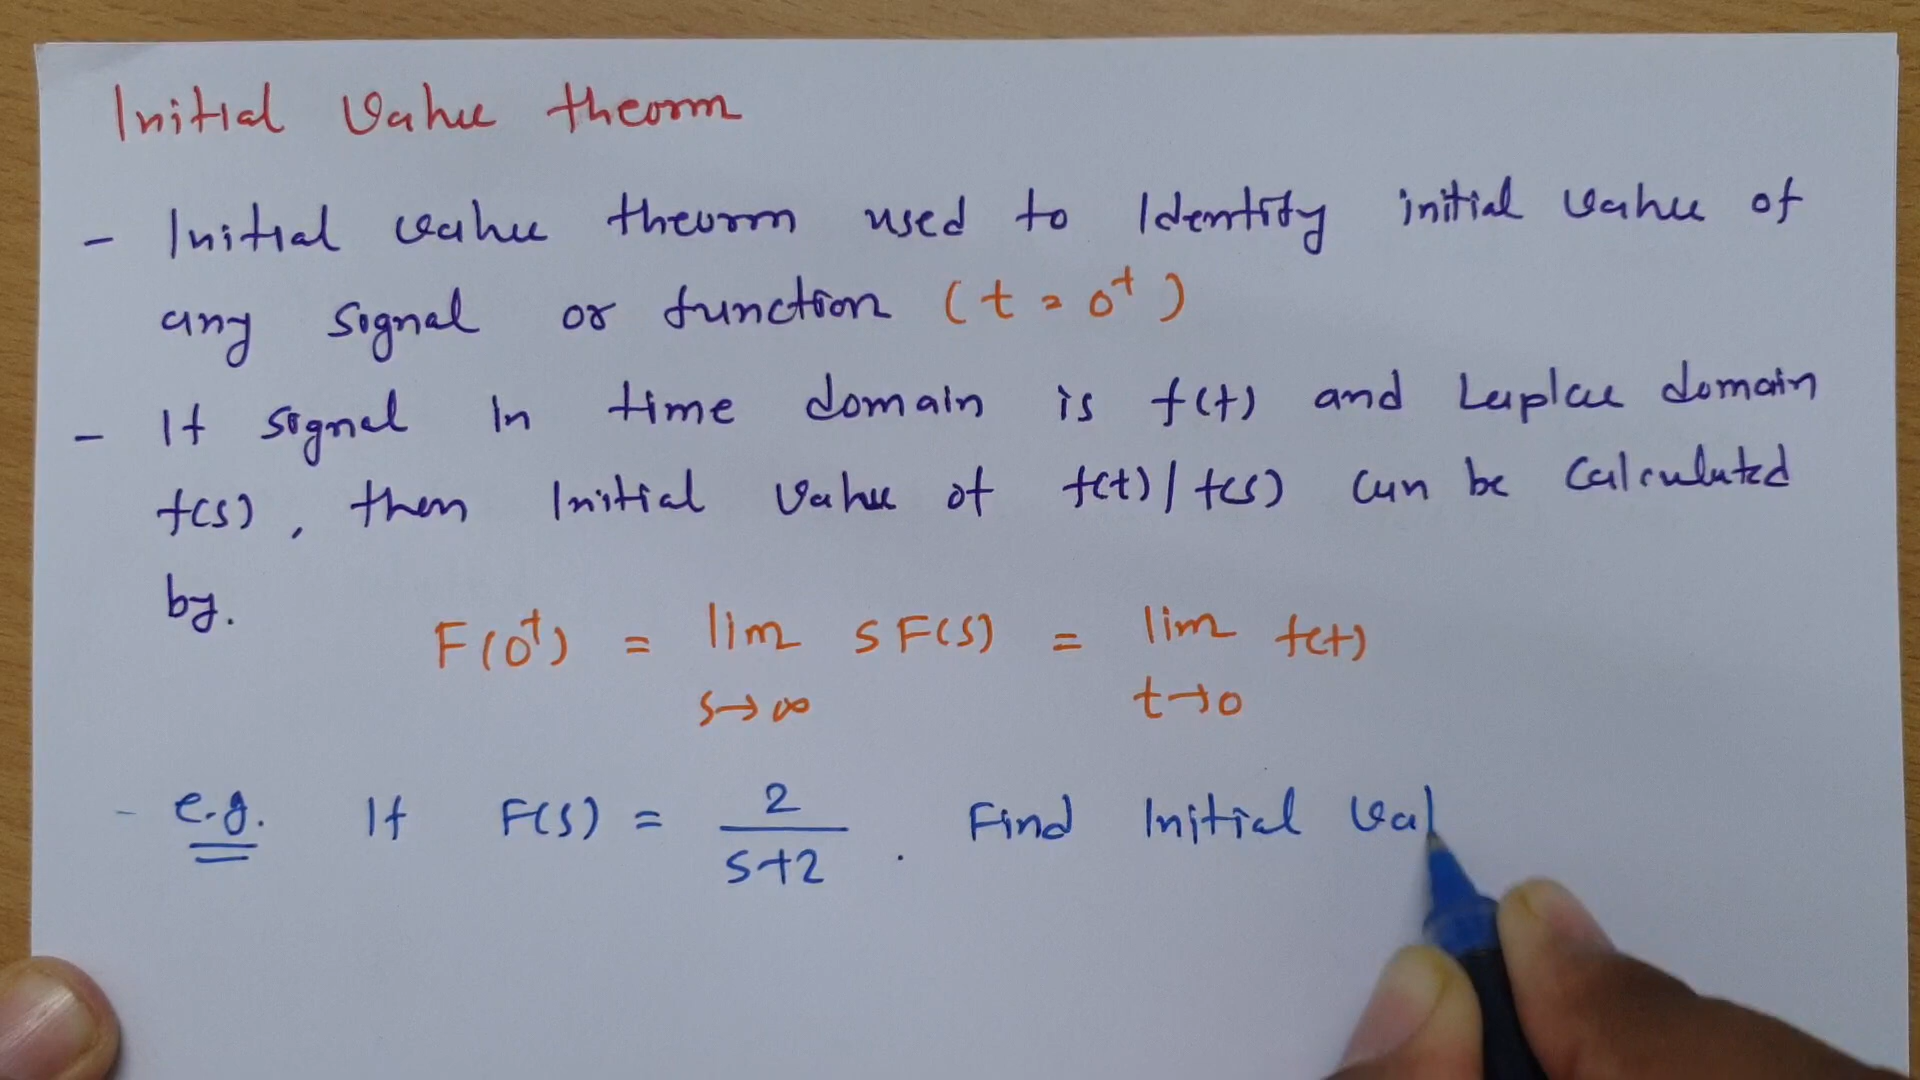 Initial Value theorm
- Initial value theorm used to Identify initial value of
any signal or function (t = 0⁺)
- If signal in time domain is f(t) and Laplace domain
f(s), then Initial value of f(t)/f(s) can be calculated
by.
F(0⁺) = lim s→∞ SF(S) = lim t→0 f(t)
- e.g. If F(S) = 2/(S+2). Find Initial Val